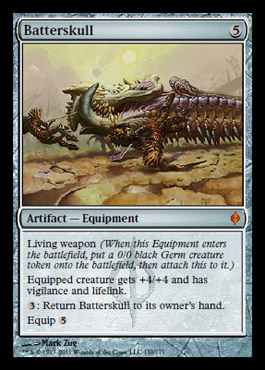 Batterskull 5
Artifact — Equipment
Living weapon (When this Equipment enters
the battlefield, put a 0/0 black Germ creature
token onto the battlefield, then attach this to it.)
Equipped creature gets +4/+4 and has
vigilance and lifelink.
3: Return Batterskull to its owner's hand.
Equip 5
Mark Zug
Wizards of the Coast LLC